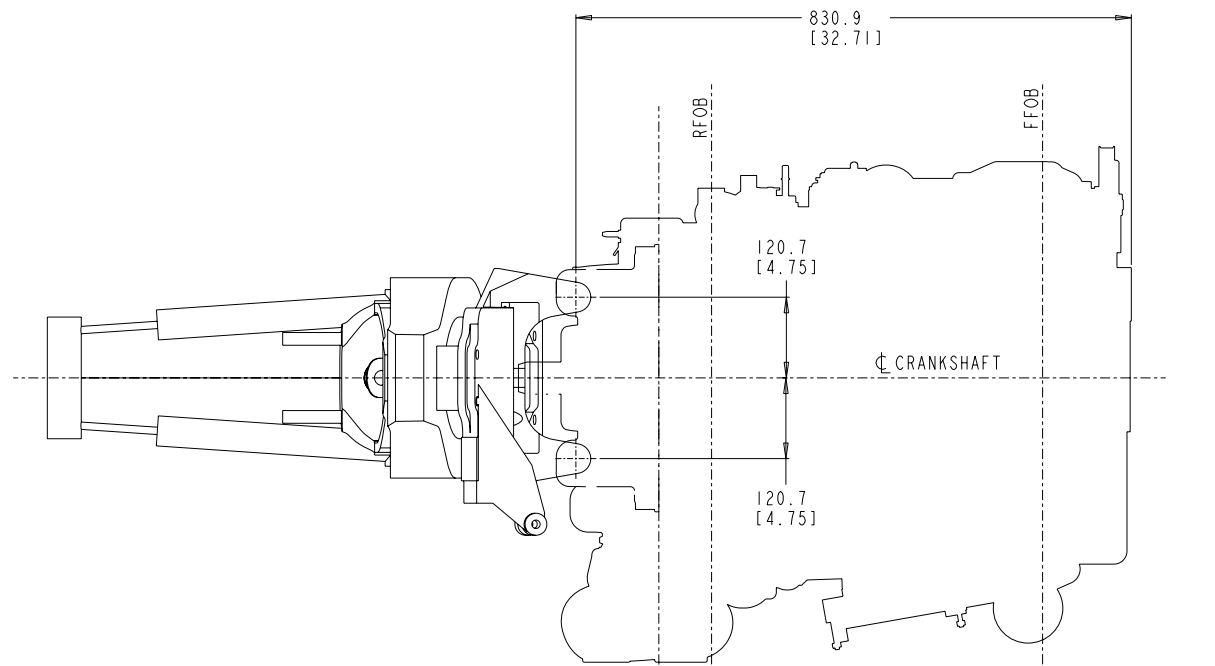 830.9
[32.71]
RFOB
FFOB
120.7
[4.75]
℄ CRANKSHAFT
120.7
[4.75]